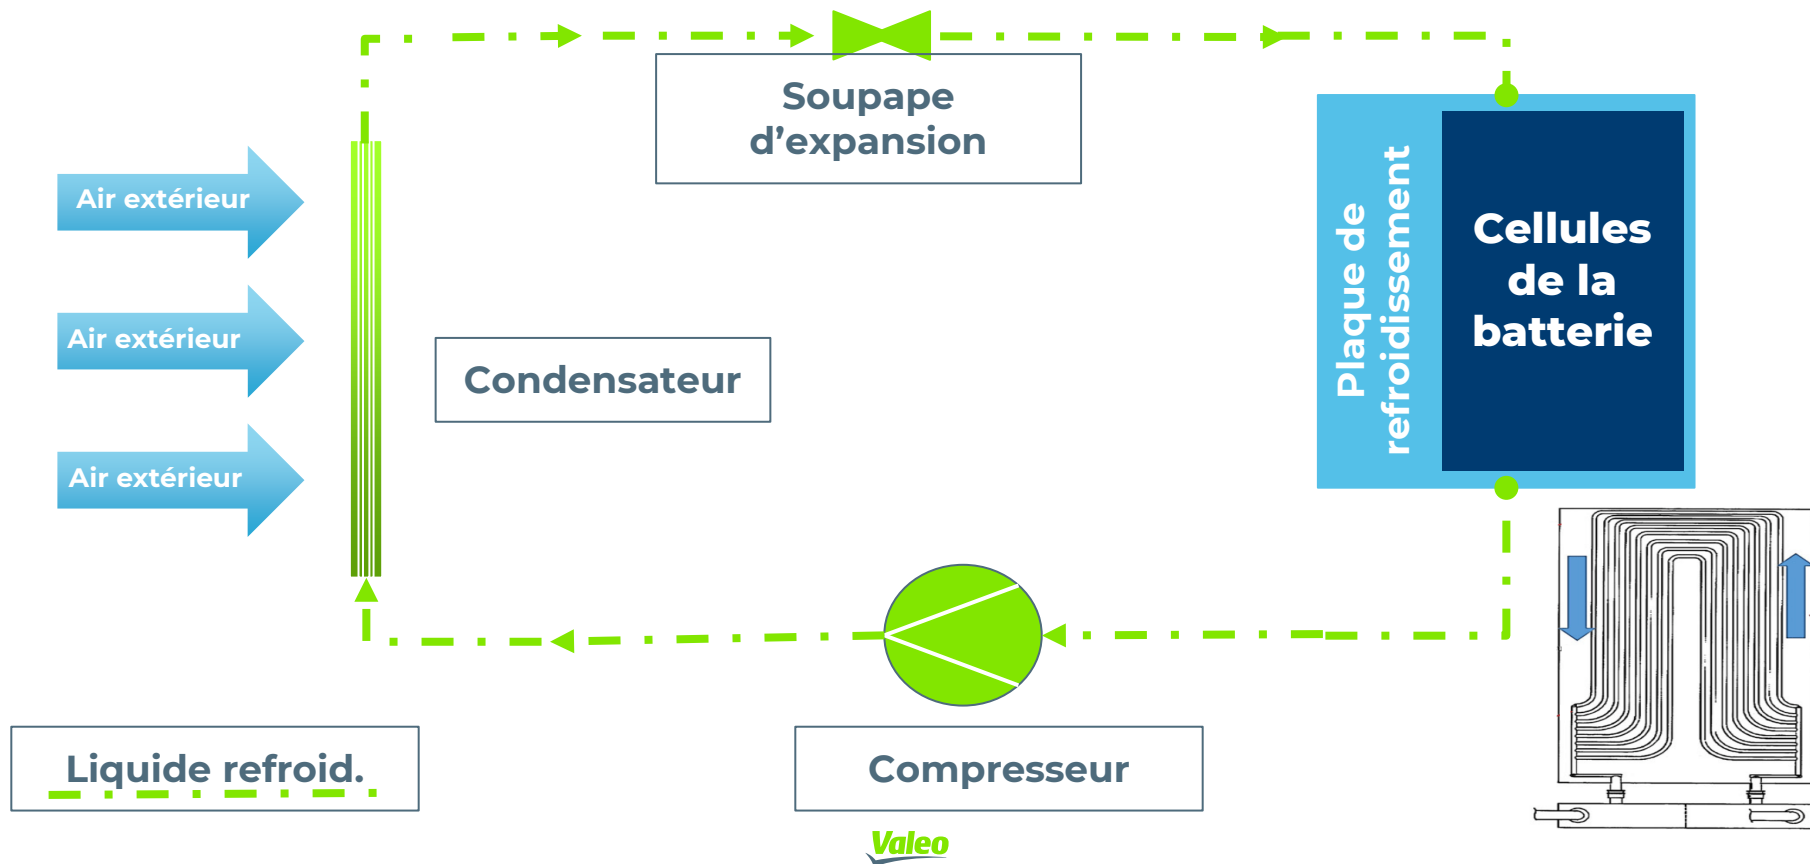 Soupape
d’expansion
Air extérieur
Air extérieur
Air extérieur
Condensateur
Plaque de
refroidissement
Cellules
de la
batterie
Liquide refroid.
Compresseur
Valeo